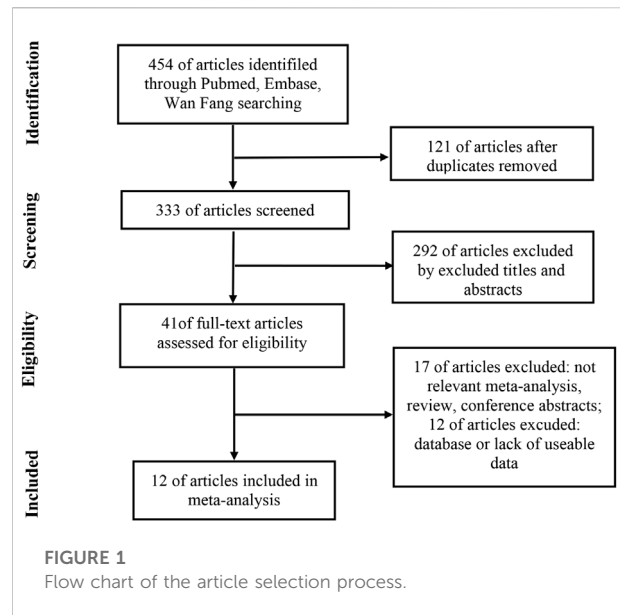 Identification
454 of articles identifiled
through Pubmed, Embase,
Wan Fang searching
121 of articles after
duplicates removed
Screening
333 of articles screened
292 of articles excluded
by excluded titles and
abstracts
Eligibility
41of full-text articles
assessed for eligibility
17 of articles excluded: not
relevant meta-analysis,
review, conference abstracts;
12 of articles excuded:
database or lack of useable
data
Included
12 of articles included in
meta-analysis
FIGURE 1
Flow chart of the article selection process.